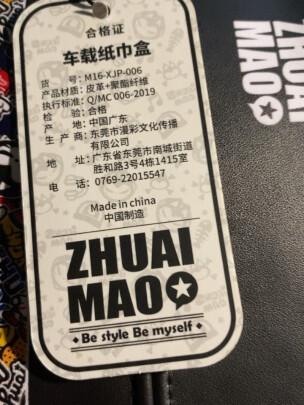 合格证
车载纸巾盒
货 号：M16-XJP-006
产品材质：皮革+聚酯纤维
执行标准：Q/MC 006-2019
检 验：合格
产 地：中国广东
生 产 商：东莞市漫彩文化传播
有限公司
地 址：广东省东莞市南城街道
胜和路3号4栋1415室
电 话：0769-22015547
Made in china
中国制造
ZHUAI
MAO
Be style Be myself
ZHUAI
MAO